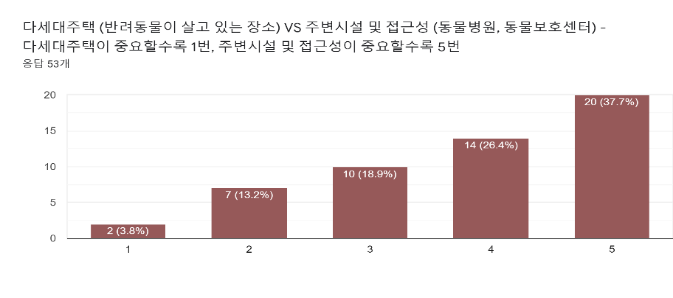 다세대주택 (반려동물이 살고 있는 장소) VS 주변시설 및 접근성 (동물병원, 동물보호센터) -
다세대주택이 중요할수록 1번, 주변시설 및 접근성이 중요할수록 5번
응답 53개
20
15
10
5
0
2 (3.8%)
7 (13.2%)
10 (18.9%)
14 (26.4%)
20 (37.7%)
1 2 3 4 5